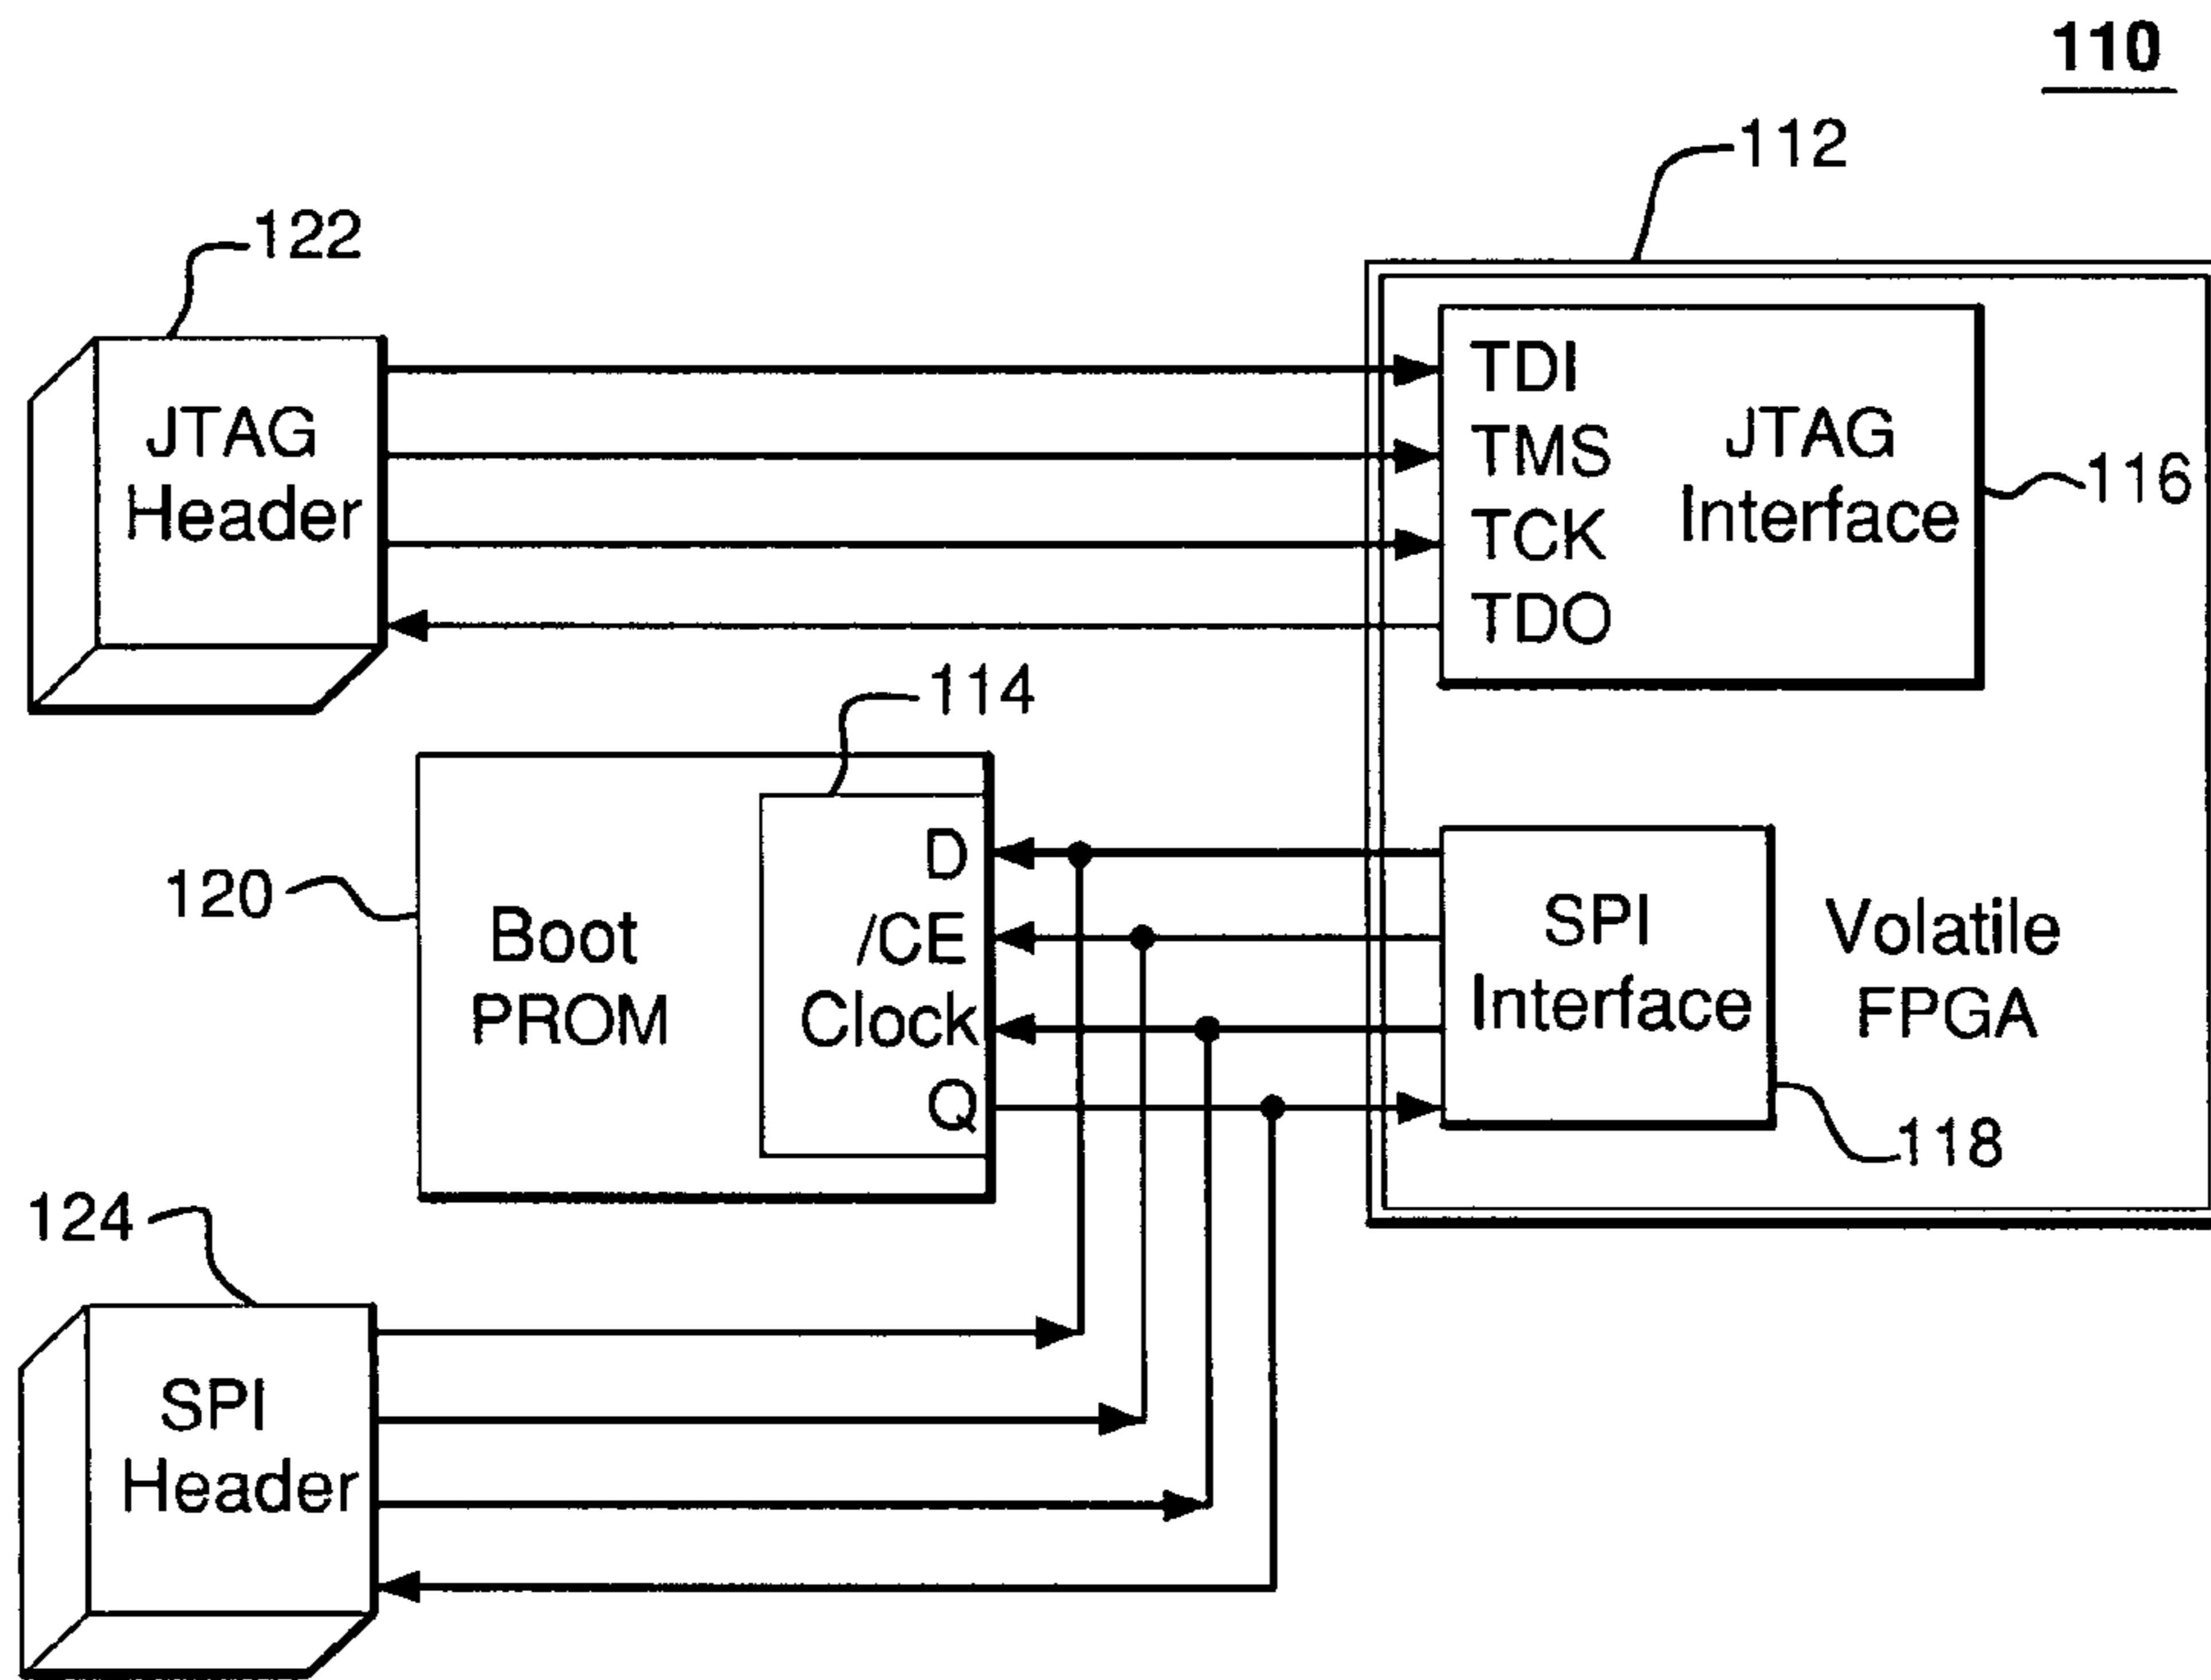 110
112
122
JTAG
Header
TDI
TMS
TCK
TDO
JTAG
Interface
116
114
120
Boot
PROM
D
/CE
Clock
Q
SPI
Interface
Volatile
FPGA
118
124
SPI
Header